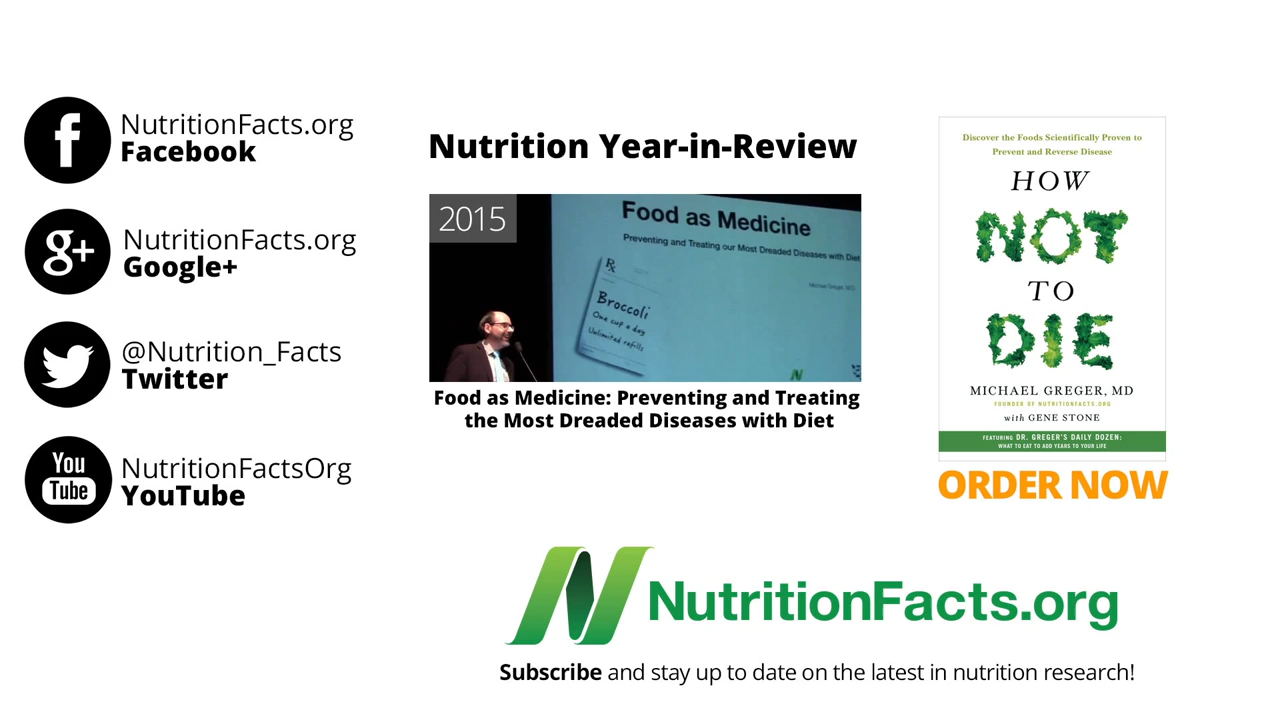 NutritionFacts.org
Facebook
NutritionFacts.org
Google+
@Nutrition_Facts
Twitter
You
Tube
NutritionFactsOrg
YouTube
Nutrition Year-in-Review
2015
Food as Medicine
Preventing and Treating our Most Dreaded Diseases with Diet
Michael Greger, M.D.
Rx
Broccoli
One cup a day
Unlimited refills
Food as Medicine: Preventing and Treating
the Most Dreaded Diseases with Diet
Discover the Foods Scientifically Proven to
Prevent and Reverse Disease
HOW
NOT
TO
DIE
MICHAEL GREGER, MD
FOUNDER OF NUTRITIONFACTS.ORG
with GENE STONE
FEATURING DR. GREGER'S DAILY DOZEN:
WHAT TO EAT TO ADD YEARS TO YOUR LIFE
ORDER NOW
NutritionFacts.org
Subscribe and stay up to date on the latest in nutrition research!